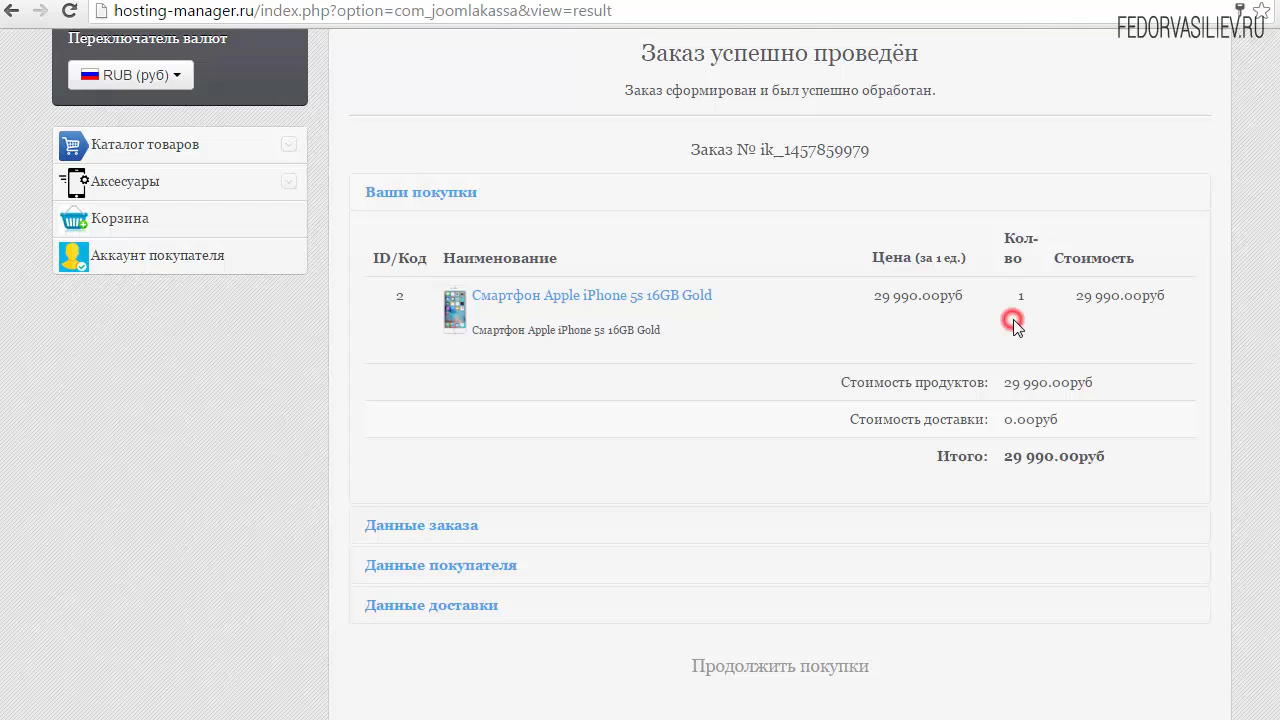 hosting-manager.ru/index.php?option=com_joomlakassa&view=result
FEDORVASILIEV.RU
Переключатель валют
RUB (руб)
Каталог товаров
Аксесуары
Корзина
Аккаунт покупателя
Заказ успешно проведён
Заказ сформирован и был успешно обработан.
Заказ № ik_1457859979
Ваши покупки
ID/Код Наименование Цена (за 1 ед.) Кол-во Стоимость
2 Смартфон Apple iPhone 5s 16GB Gold 29 990.00руб 1 29 990.00руб
Смартфон Apple iPhone 5s 16GB Gold
Стоимость продуктов: 29 990.00руб
Стоимость доставки: 0.00руб
Итого: 29 990.00руб
Данные заказа
Данные покупателя
Данные доставки
Продолжить покупки